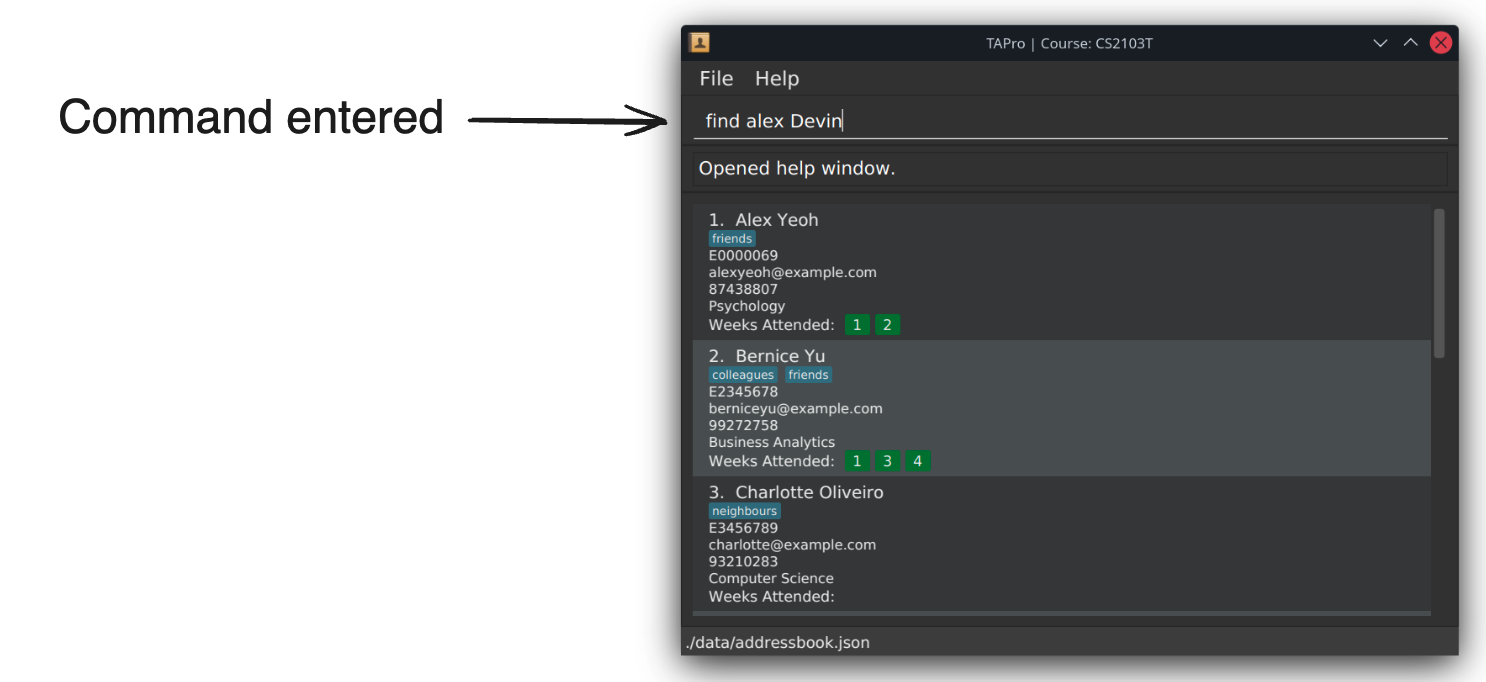 Command entered
TAPro | Course: CS2103T
File Help
find alex Devin
Opened help window.
1. Alex Yeoh
friends
E0000069
alexyeoh@example.com
87438807
Psychology
Weeks Attended: 1 2
2. Bernice Yu
colleagues friends
E2345678
berniceyu@example.com
99272758
Business Analytics
Weeks Attended: 1 3 4
3. Charlotte Oliveiro
neighbours
E3456789
charlotte@example.com
93210283
Computer Science
Weeks Attended:
./data/addressbook.json